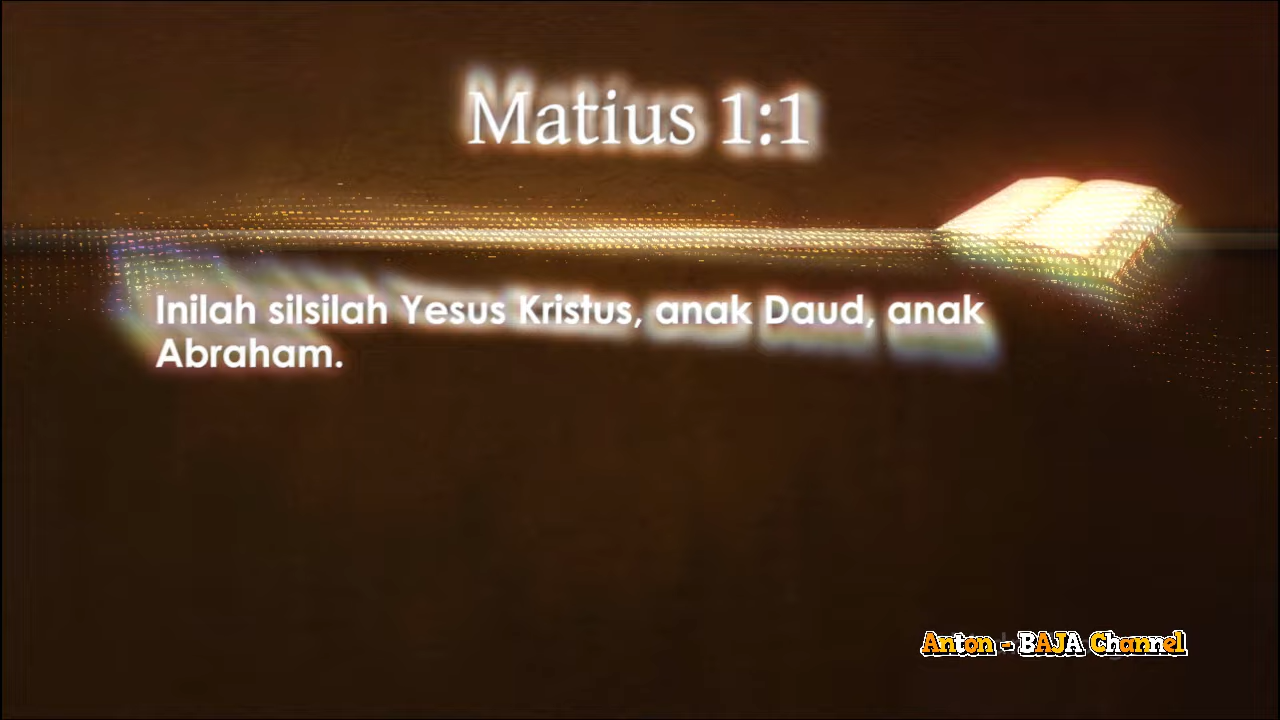 Matius 1:1
Inilah silsilah Yesus Kristus, anak Daud, anak
Abraham.
Anton - BAJA Channel